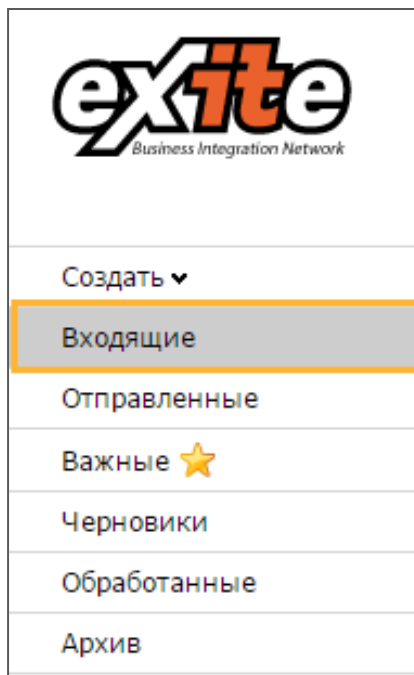 eXite
Business Integration Network
Создать
Входящие
Отправленные
Важные
Черновики
Обработанные
Архив